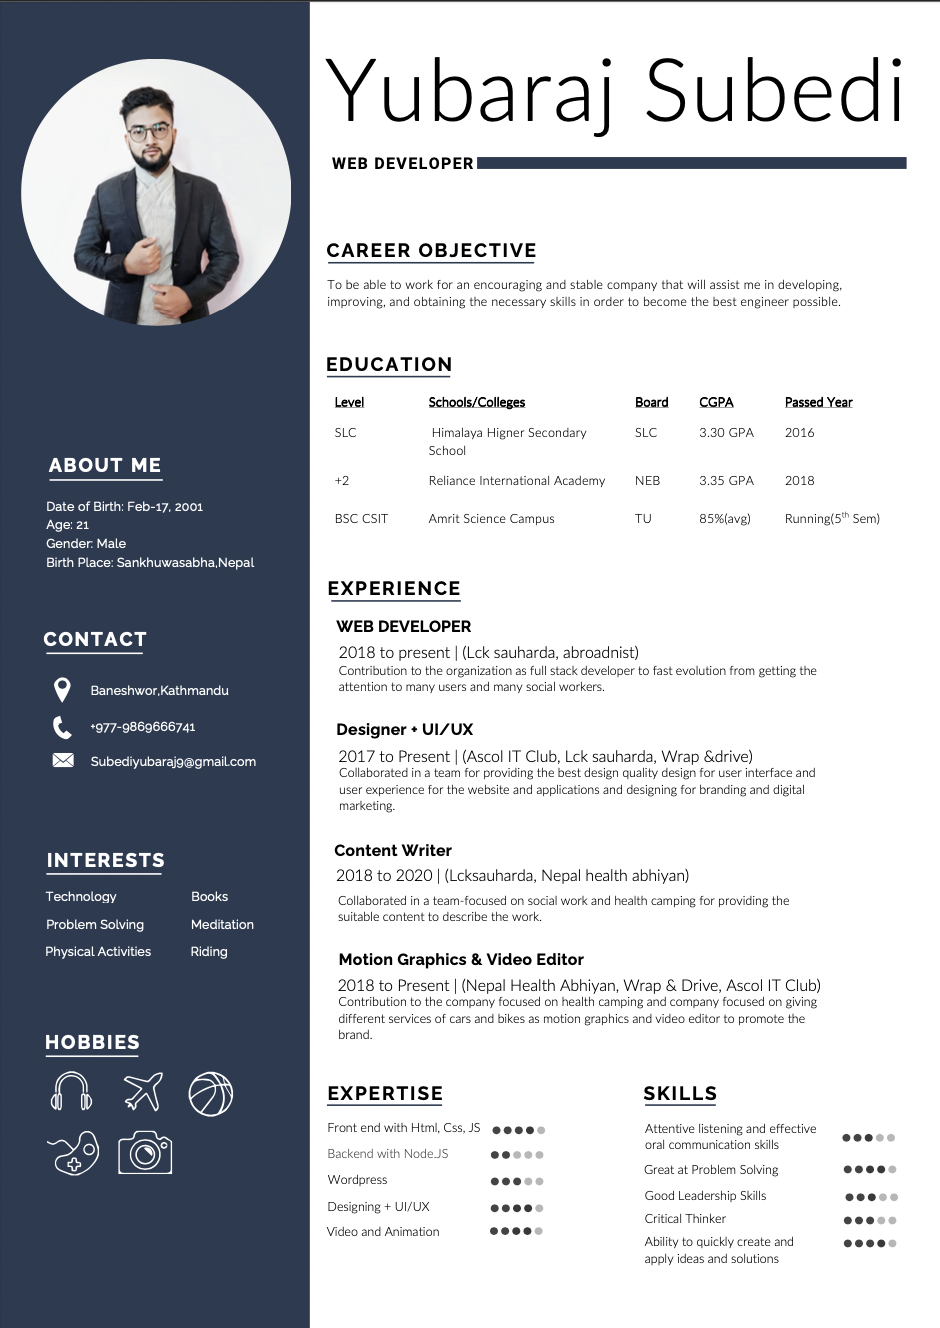 Yubaraj Subedi
WEB DEVELOPER
ABOUT ME
Date of Birth: Feb-17, 2001
Age: 21
Gender: Male
Birth Place: Sankhuwasabha,Nepal
CONTACT
Baneshwor,Kathmandu
+977-9869666741
Subediyubaraj9@gmail.com
INTERESTS
Technology Books
Problem Solving Meditation
Physical Activities Riding
HOBBIES
CAREER OBJECTIVE
To be able to work for an encouraging and stable company that will assist me in developing,
improving, and obtaining the necessary skills in order to become the best engineer possible.
EDUCATION
Level Schools/Colleges Board CGPA Passed Year
SLC Himalaya Higner Secondary SLC 3.30 GPA 2016
School
+2 Reliance International Academy NEB 3.35 GPA 2018
BSC CSIT Amrit Science Campus TU 85%(avg) Running(5th Sem)
EXPERIENCE
WEB DEVELOPER
2018 to present | (Lck sauharda, abroadnist)
Contribution to the organization as full stack developer to fast evolution from getting the
attention to many users and many social workers.
Designer + UI/UX
2017 to Present | (Ascol IT Club, Lck sauharda, Wrap &drive)
Collaborated in a team for providing the best design quality design for user interface and
user experience for the website and applications and designing for branding and digital
marketing.
Content Writer
2018 to 2020 | (Lcksauharda, Nepal health abhiyan)
Collaborated in a team-focused on social work and health camping for providing the
suitable content to describe the work.
Motion Graphics & Video Editor
2018 to Present | (Nepal Health Abhiyan, Wrap & Drive, Ascol IT Club)
Contribution to the company focused on health camping and company focused on giving
different services of cars and bikes as motion graphics and video editor to promote the
brand.
EXPERTISE
Front end with Html, Css, JS
Backend with Node.JS
Wordpress
Designing + UI/UX
Video and Animation
SKILLS
Attentive listening and effective
oral communication skills
Great at Problem Solving
Good Leadership Skills
Critical Thinker
Ability to quickly create and
apply ideas and solutions